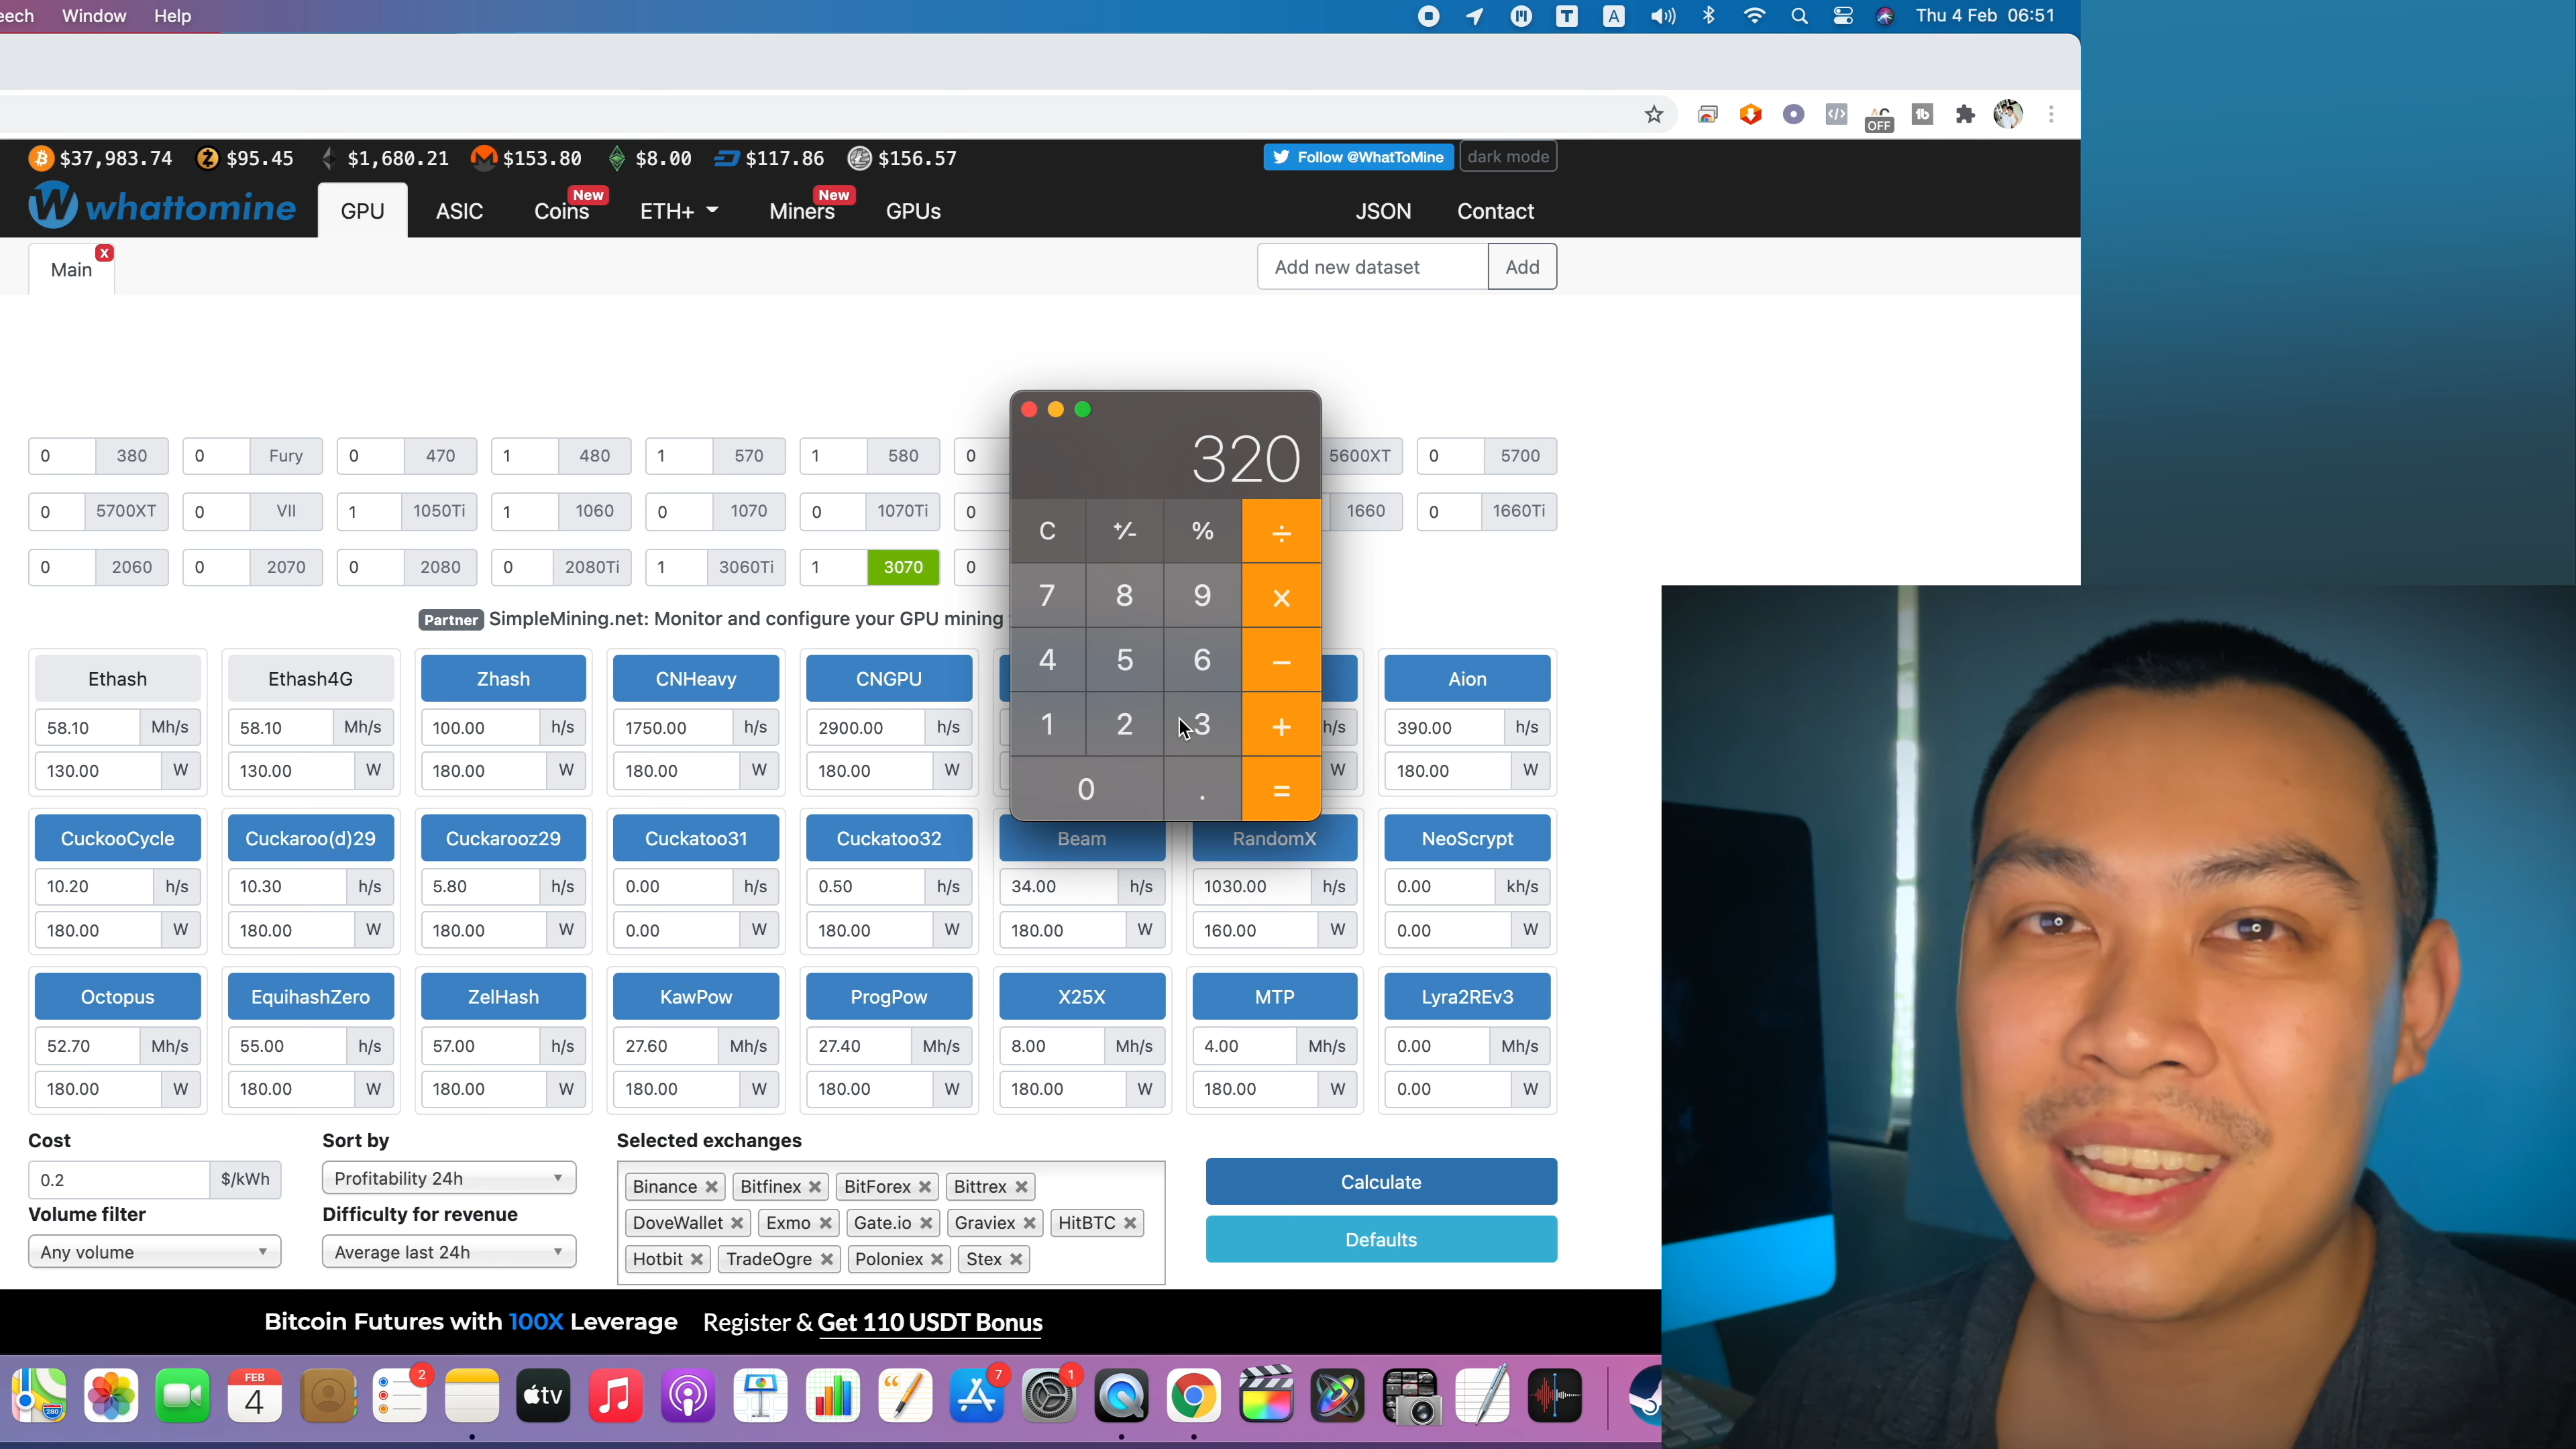 eech Window Help T A Thu 4 Feb 06:51
OFF
$37,983.74 $95.45 $1,680.21 $153.80 $8.00 $117.86 $156.57 Follow @WhatToMine dark mode
whattomine GPU ASIC Coins New ETH+ Miners New GPUs JSON Contact
Main x Add new dataset Add
0 380 0 Fury 0 470 1 480 1 570 1 580 0 5600XT 0 5700
0 5700XT 0 VII 1 1050Ti 1 1060 0 1070 0 1070Ti 0 1660 0 1660Ti
0 2060 0 2070 0 2080 0 2080Ti 1 3060Ti 1 3070 0
320
C +/- % ÷
7 8 9 ×
4 5 6 −
1 2 3 +
0 . =
Partner SimpleMining.net: Monitor and configure your GPU mining
Ethash Ethash4G Zhash CNHeavy CNGPU Aion
58.10 Mh/s 58.10 Mh/s 100.00 h/s 1750.00 h/s 2900.00 h/s h/s 390.00 h/s
130.00 W 130.00 W 180.00 W 180.00 W 180.00 W W 180.00 W
CuckooCycle Cuckaroo(d)29 Cuckarooz29 Cuckatoo31 Cuckatoo32 Beam RandomX NeoScrypt
10.20 h/s 10.30 h/s 5.80 h/s 0.00 h/s 0.50 h/s 34.00 h/s 1030.00 h/s 0.00 kh/s
180.00 W 180.00 W 180.00 W 0.00 W 180.00 W 180.00 W 160.00 W 0.00 W
Octopus EquihashZero ZelHash KawPow ProgPow X25X MTP Lyra2REv3
52.70 Mh/s 55.00 h/s 57.00 h/s 27.60 Mh/s 27.40 Mh/s 8.00 Mh/s 4.00 Mh/s 0.00 Mh/s
180.00 W 180.00 W 180.00 W 180.00 W 180.00 W 180.00 W 180.00 W 0.00 W
Cost Sort by Selected exchanges
0.2 $/kWh Profitability 24h Binance Bitfinex BitForex Bittrex Calculate
Volume filter Difficulty for revenue DoveWallet Exmo Gate.io Graviex HitBTC
Any volume Average last 24h Hotbit TradeOgre Poloniex Stex Defaults
Bitcoin Futures with 100X Leverage Register & Get 110 USDT Bonus
280 FEB 4 2 tv 7 1